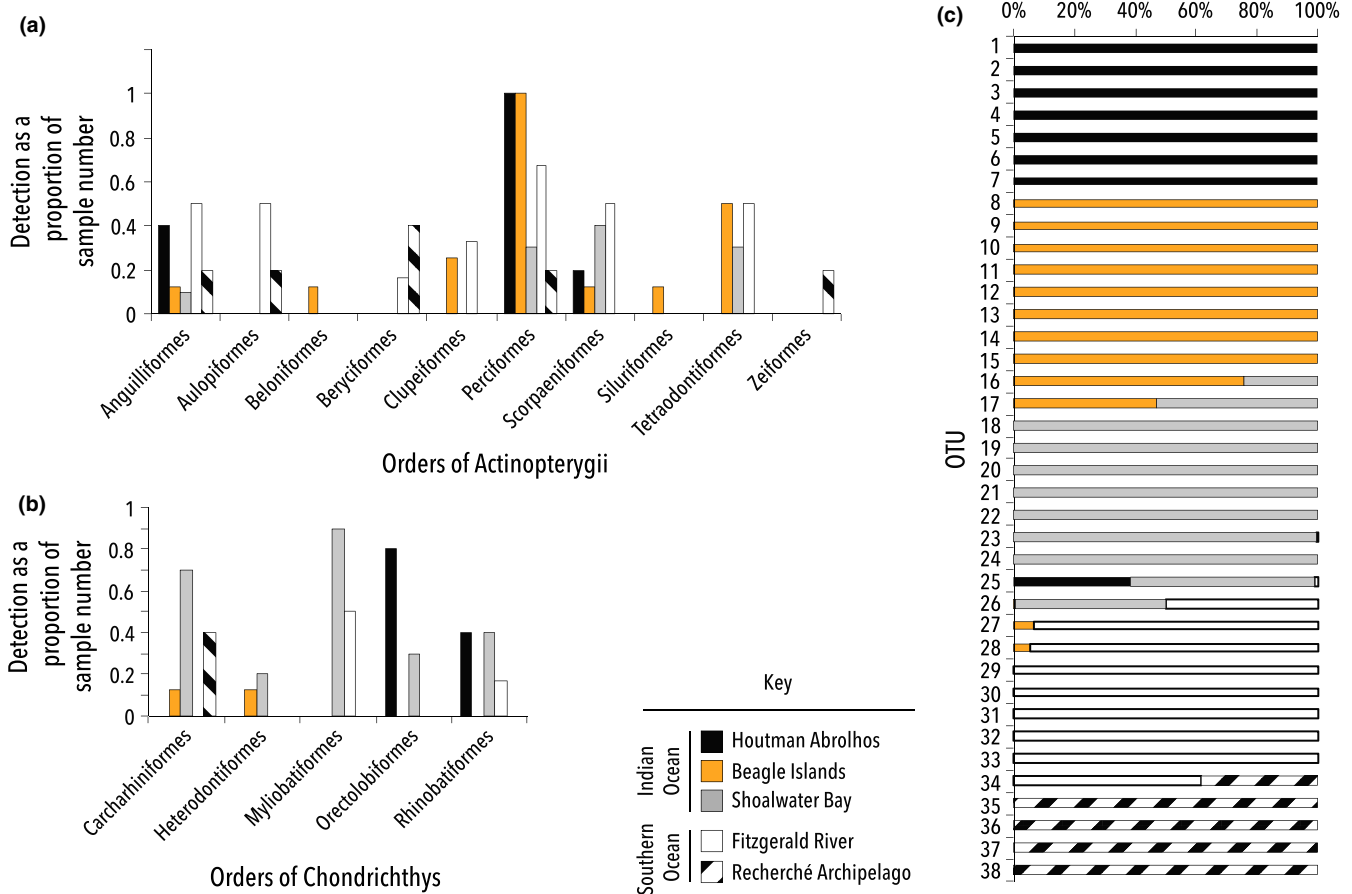 (a)
Detection as a
proportion of
sample number
1
0.8
0.6
0.4
0.2
0
Anguilliformes
Aulopiformes
Beloniformes
Beryciformes
Clupeiformes
Perciformes
Scorpaeniformes
Siluriformes
Tetraodontiformes
Zeiformes
Orders of Actinopterygii
(b)
Detection as a
proportion of
sample number
1
0.8
0.6
0.4
0.2
0
Carcharhiniformes
Heterodontiformes
Myliobatiformes
Orectolobiformes
Rhinobatiformes
Orders of Chondrichthys
Key
Indian
Ocean
Houtman Abrolhos
Beagle Islands
Shoalwater Bay
Southern
Ocean
Fitzgerald River
Recherché Archipelago
(c)
0% 20% 40% 60% 80% 100%
OTU
1
2
3
4
5
6
7
8
9
10
11
12
13
14
15
16
17
18
19
20
21
22
23
24
25
26
27
28
29
30
31
32
33
34
35
36
37
38